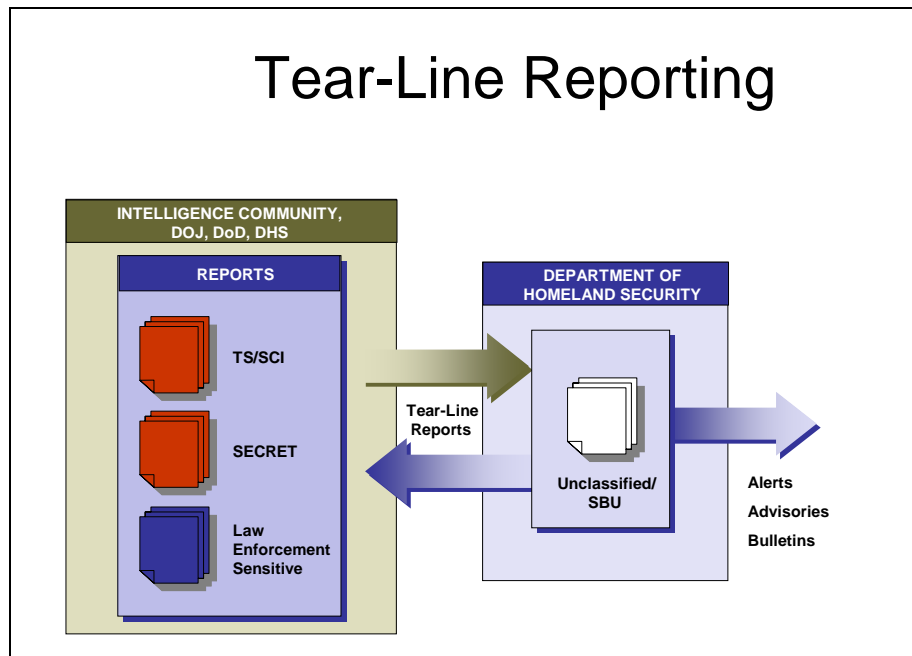 Tear-Line Reporting
INTELLIGENCE COMMUNITY,
DOJ, DoD, DHS
REPORTS
TS/SCI
SECRET
Law
Enforcement
Sensitive
Tear-Line
Reports
DEPARTMENT OF
HOMELAND SECURITY
Unclassified/
SBU
Alerts
Advisories
Bulletins